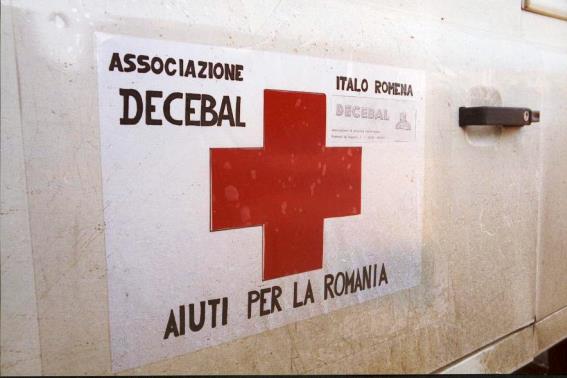 ASSOCIAZIONE
ITALO ROMENA
DECEBAL
DECEBAL
AIUTI PER LA ROMANIA